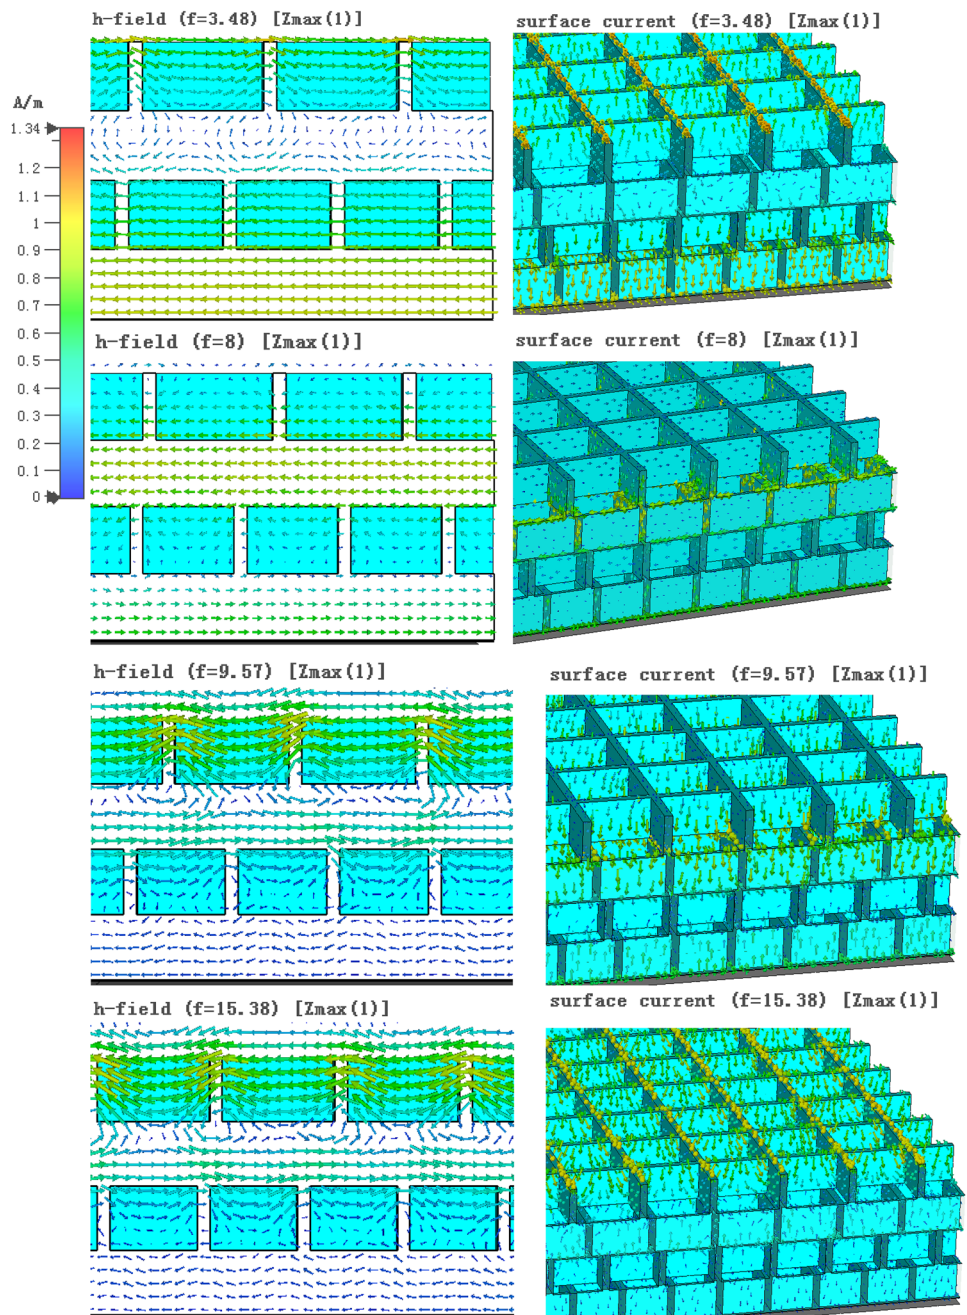 h-field (f=3.48) [Zmax(1)]
surface current (f=3.48) [Zmax(1)]
A/m
1.34
1.2
1.1
1
0.9
0.8
0.7
0.6
0.5
0.4
0.3
0.2
0.1
0
h-field (f=8) [Zmax(1)]
surface current (f=8) [Zmax(1)]
h-field (f=9.57) [Zmax(1)]
surface current (f=9.57) [Zmax(1)]
h-field (f=15.38) [Zmax(1)]
surface current (f=15.38) [Zmax(1)]